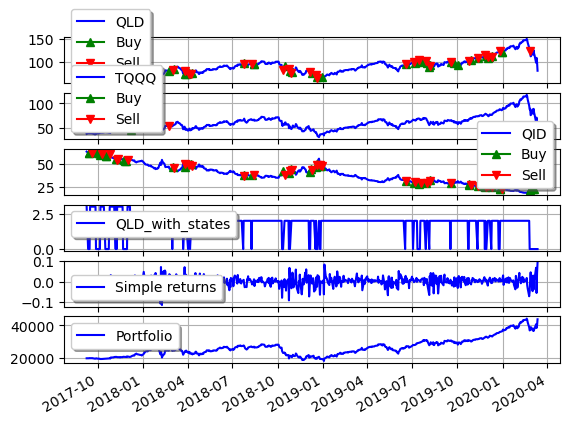 QLD
Buy
Sell
150
100
TQQQ
Buy
Sell
100
50
QID
Buy
Sell
50
25
QLD_with_states
2.5
0.0
Simple returns
0.1
0.0
−0.1
Portfolio
40000
20000
2017-10
2018-01
2018-04
2018-07
2018-10
2019-01
2019-04
2019-07
2019-10
2020-01
2020-04